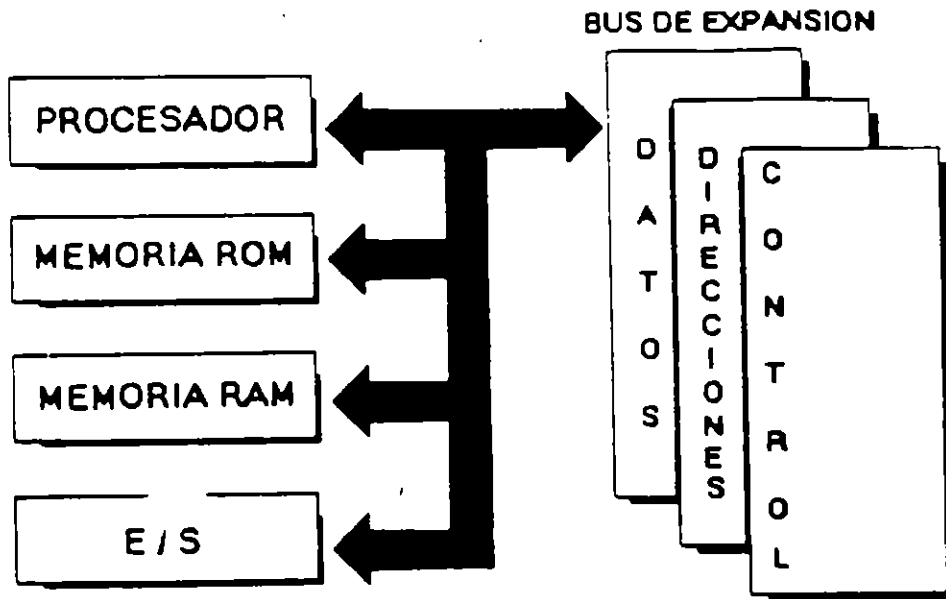 BUS DE EXPANSION
PROCESADOR
MEMORIA ROM
MEMORIA RAM
E / S
DATOS
DIRECCIONES
CONTROL